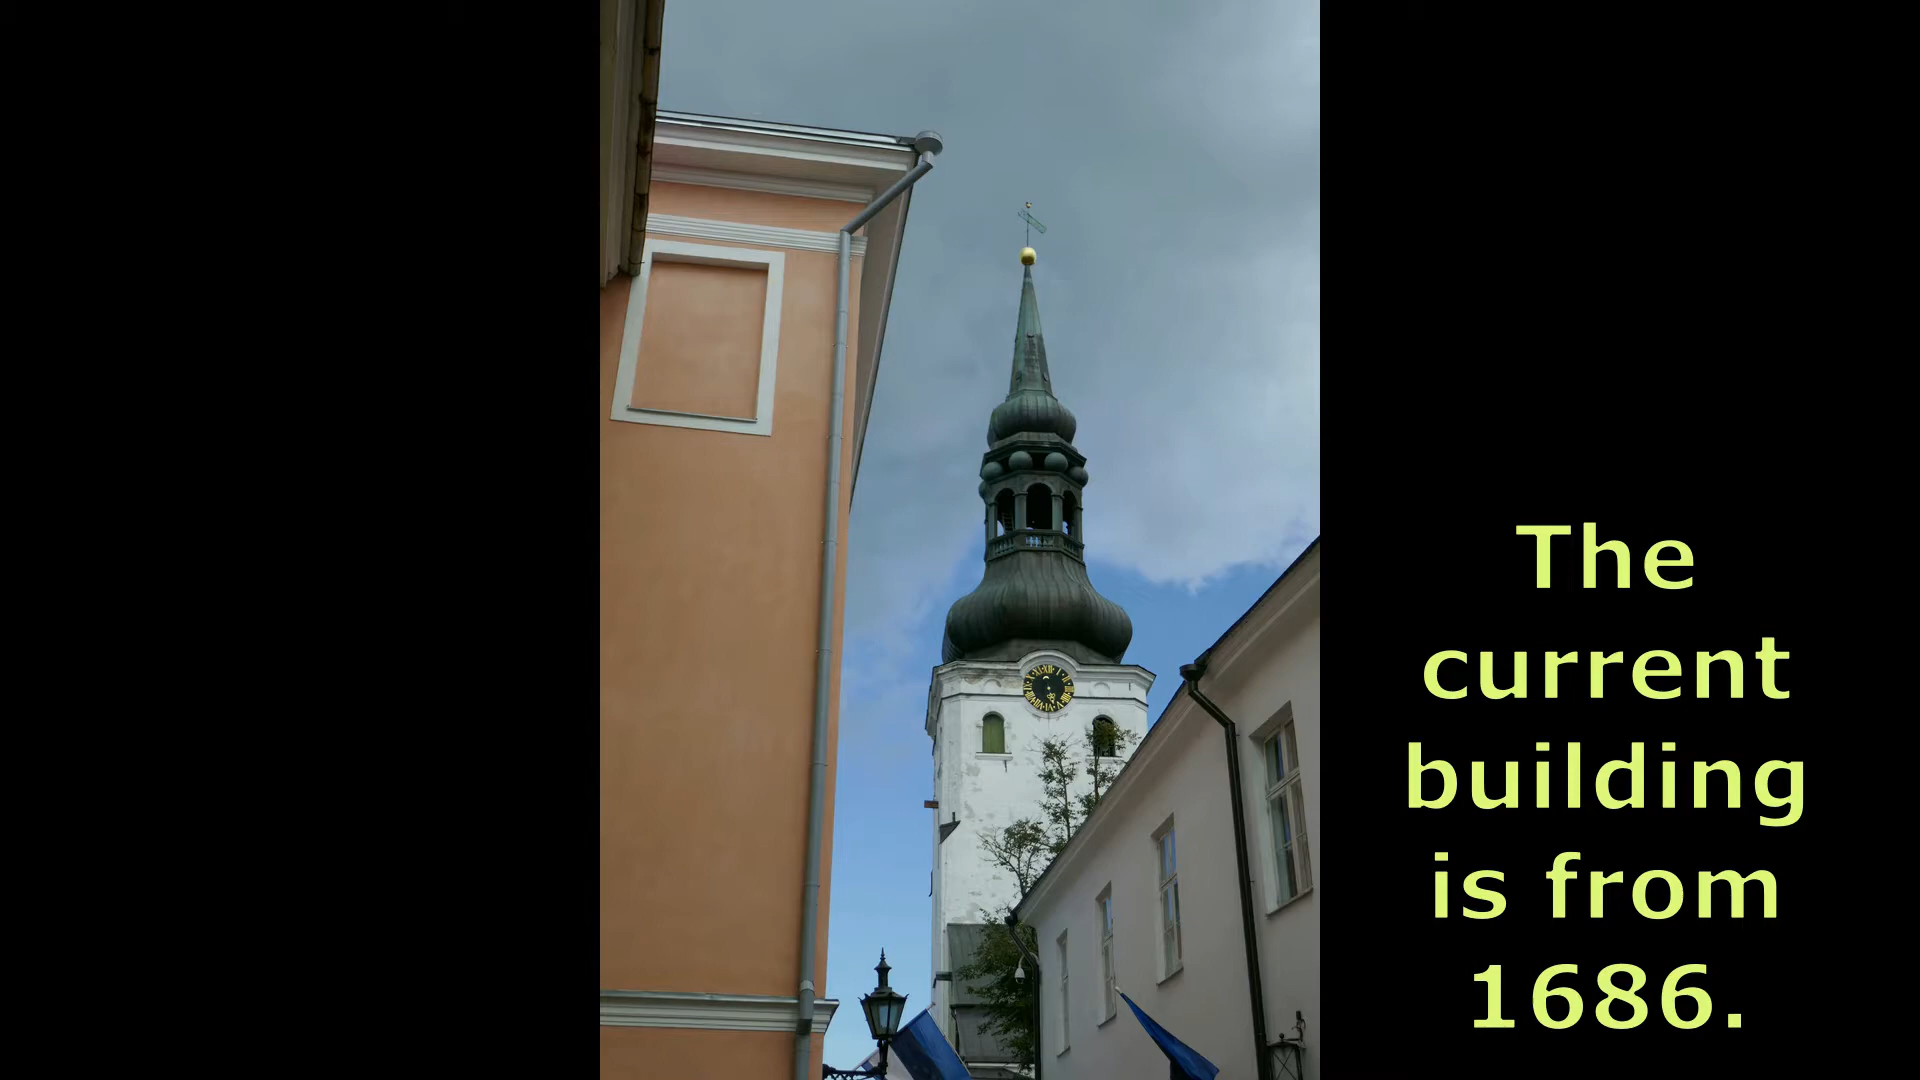 The
current
building
is from
1686.